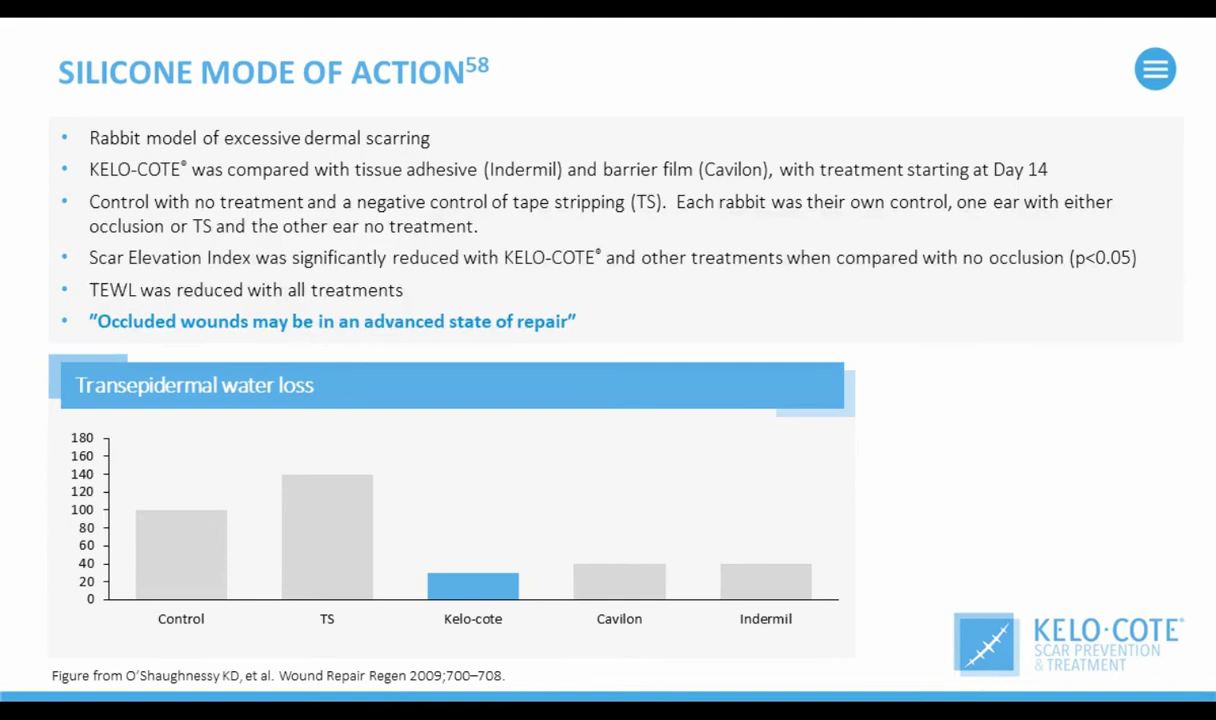 SILICONE MODE OF ACTION58
• Rabbit model of excessive dermal scarring
• KELO-COTE® was compared with tissue adhesive (Indermil) and barrier film (Cavilon), with treatment starting at Day 14
• Control with no treatment and a negative control of tape stripping (TS). Each rabbit was their own control, one ear with either
occlusion or TS and the other ear no treatment.
• Scar Elevation Index was significantly reduced with KELO-COTE® and other treatments when compared with no occlusion (p<0.05)
• TEWL was reduced with all treatments
• ”Occluded wounds may be in an advanced state of repair”
Transepidermal water loss
180
160
140
120
100
80
60
40
20
0
Control TS Kelo-cote Cavilon Indermil
KELO·COTE®
SCAR PREVENTION
& TREATMENT
Figure from O’Shaughnessy KD, et al. Wound Repair Regen 2009;700–708.